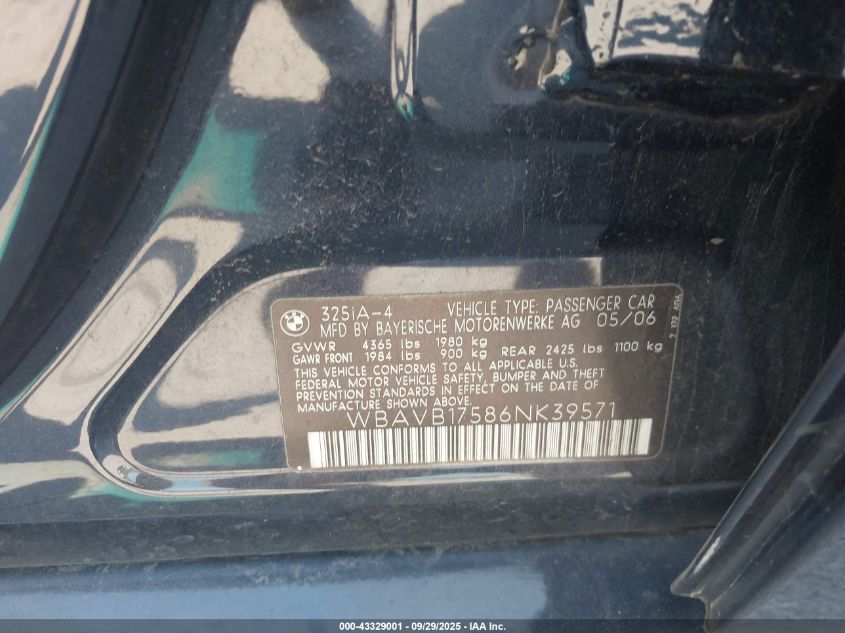 325iA-4 VEHICLE TYPE: PASSENGER CAR
MFD BY BAYERISCHE MOTORENWERKE AG 05/06
GVWR 4365 lbs 1980 kg
GAWR FRONT 1984 lbs 900 kg REAR 2425 lbs 1100 kg
THIS VEHICLE CONFORMS TO ALL APPLICABLE U.S.
FEDERAL MOTOR VEHICLE SAFETY, BUMPER AND THEFT
PREVENTION STANDARDS IN EFFECT ON THE DATE OF
MANUFACTURE SHOWN ABOVE.
WBAVB17586NK39571
000-43329001 - 09/29/2025 - IAA Inc.